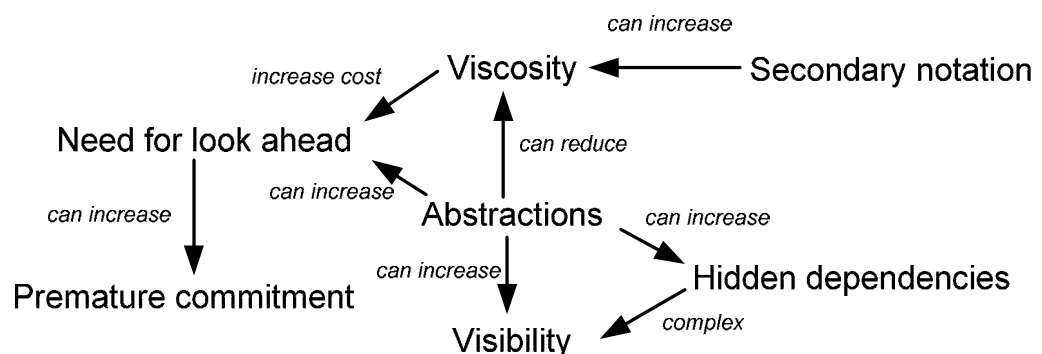 can increase
Viscosity
Secondary notation
increase cost
Need for look ahead
can reduce
can increase
can increase
Abstractions
can increase
can increase
Hidden dependencies
Premature commitment
complex
Visibility